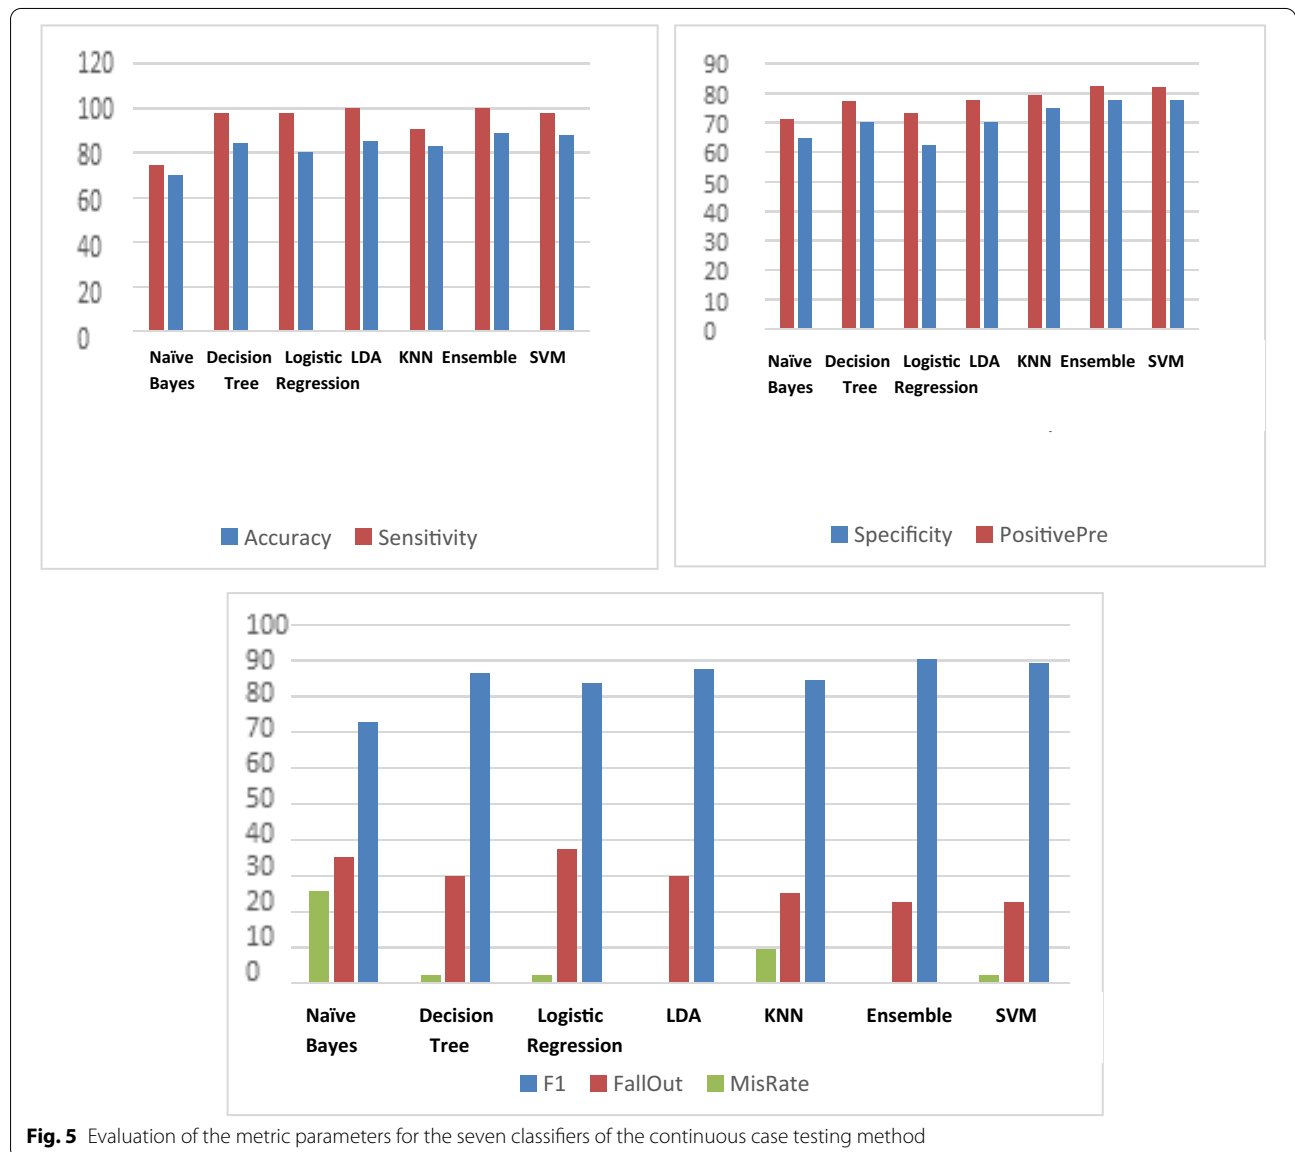 120
100
80
60
40
20
0
Naïve Decision Logistic LDA KNN Ensemble SVM
Bayes Tree Regression
Accuracy Sensitivity
90
80
70
60
50
40
30
20
10
0
Naïve Decision Logistic LDA KNN Ensemble SVM
Bayes Tree Regression
Specificity PositivePre
100
90
80
70
60
50
40
30
20
10
0
Naïve Decision Logistic LDA KNN Ensemble SVM
Bayes Tree Regression
F1 FallOut MisRate
Fig. 5 Evaluation of the metric parameters for the seven classifiers of the continuous case testing method